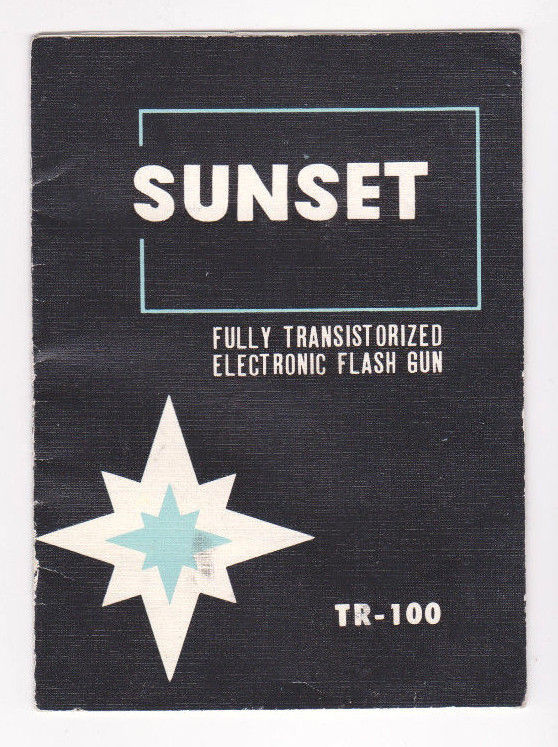 SUNSET
FULLY TRANSISTORIZED
ELECTRONIC FLASH GUN
TR-100